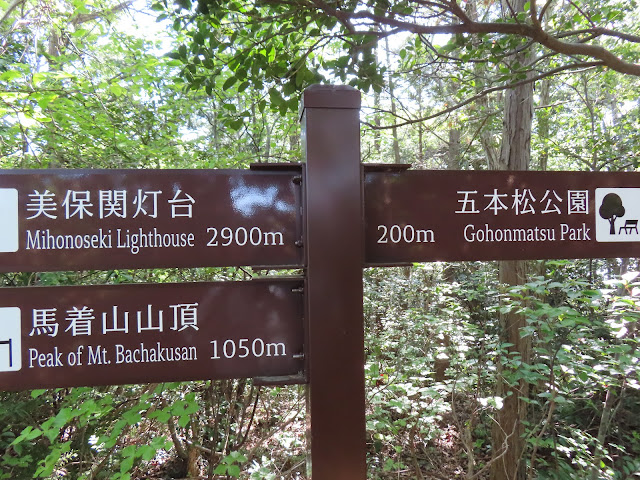 美保関灯台
Mihonoseki Lighthouse 2900m
馬着山山頂
Peak of Mt. Bachakusan 1050m
五本松公園
200m Gohonmatsu Park